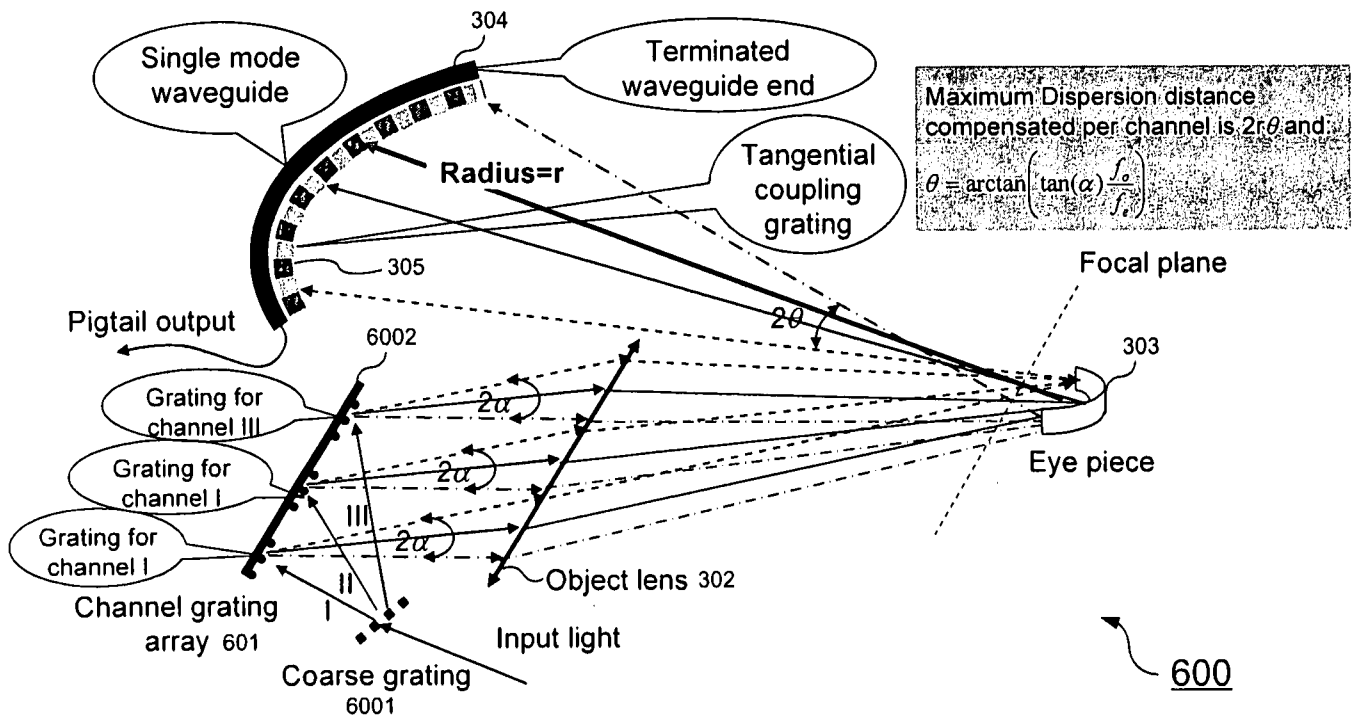 304
Single mode
waveguide
Terminated
waveguide end
Maximum Dispersion distance
compensated per channel is 2rθ and:
θ = arctan(tan(α) f_o / f_e)
Radius=r
Tangential
coupling
grating
305
Focal plane
Pigtail output
2θ
6002
303
Grating for
channel III
2α
Grating for
channel I
2α
Eye piece
III
Grating for
channel I
2α
II
I
Object lens 302
Channel grating
array 601
Input light
Coarse grating
6001
600